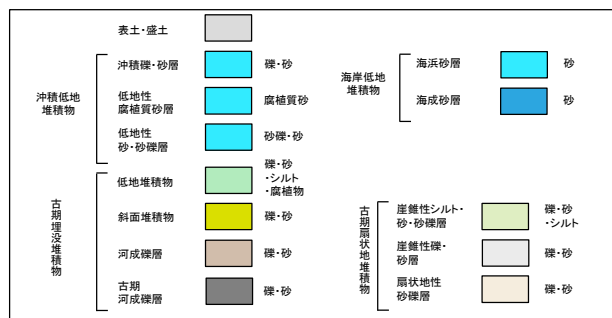 表土・盛土
沖積低地
堆積物
沖積礫・砂層
礫・砂
低地性
腐植質砂層
腐植質砂
低地性
砂・砂礫層
砂礫・砂
古期埋没堆積物
低地堆積物
礫・砂
・シルト
・腐植物
斜面堆積物
礫・砂
河成礫層
礫・砂
古期
河成礫層
礫・砂
海岸低地
堆積物
海浜砂層
砂
海成砂層
砂
古期扇状地堆積物
崖錐性シルト・
砂・砂礫層
礫・砂
・シルト
崖錐性礫・
砂層
礫・砂
扇状地性
砂礫層
礫・砂